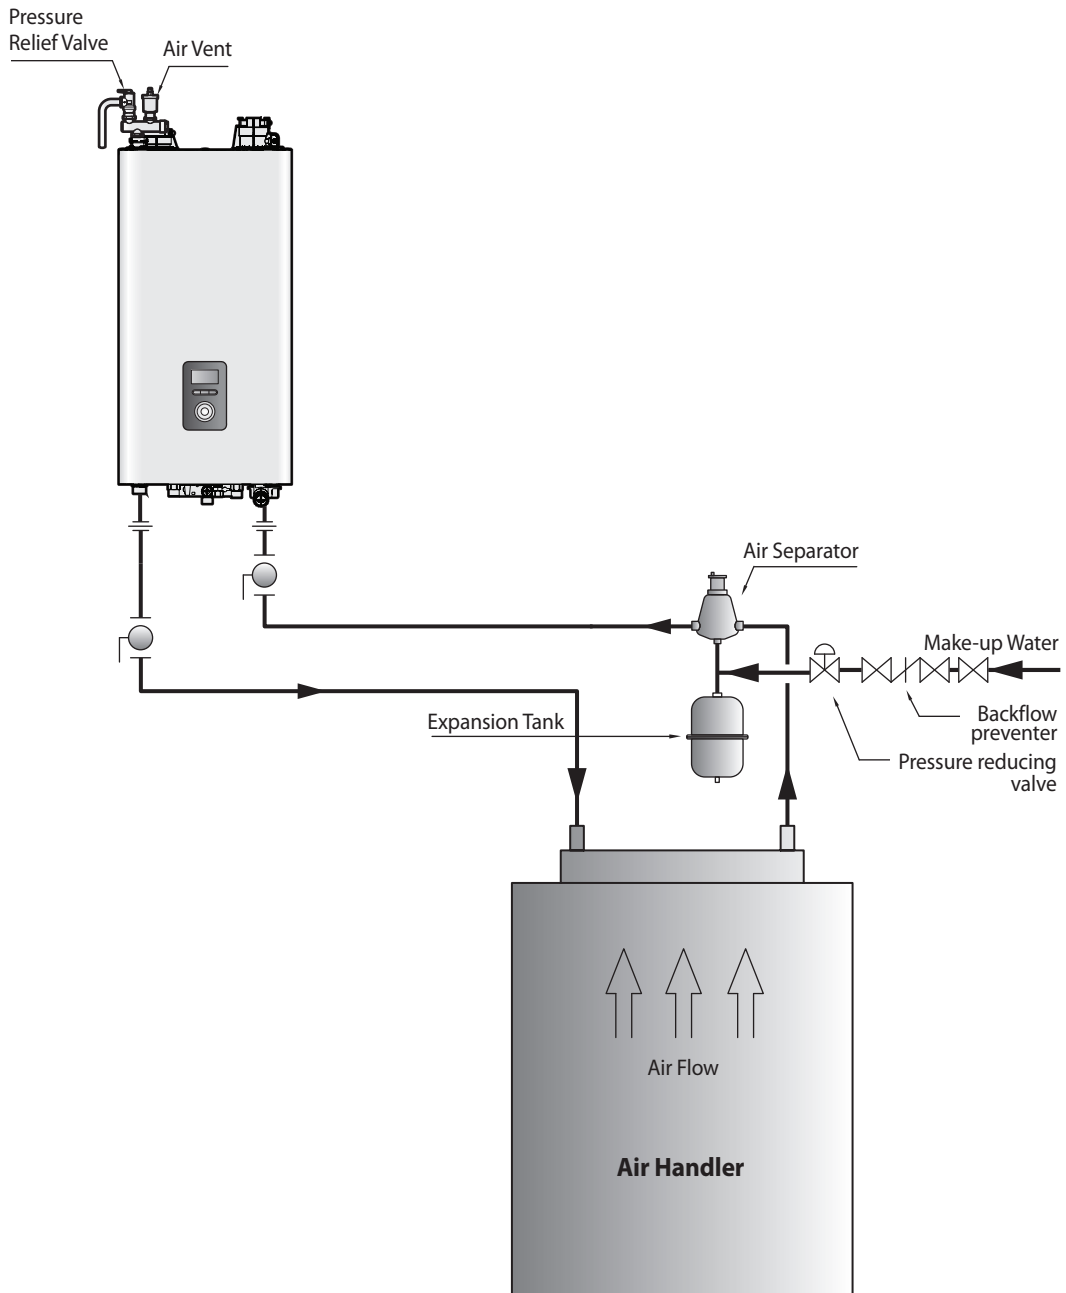 Pressure
Relief Valve
Air Vent
Air Separator
Make-up Water
Expansion Tank
Backflow
preventer
Pressure reducing
valve
Air Flow
Air Handler